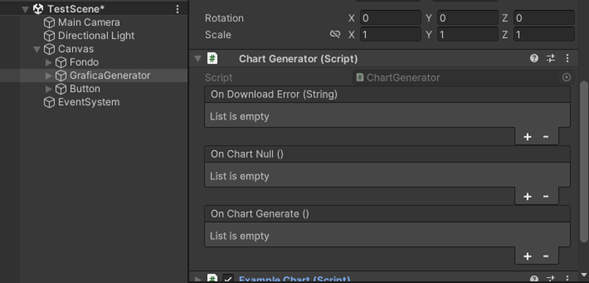 TestScene*
Main Camera
Directional Light
Canvas
Fondo
GraficaGenerator
Button
EventSystem
Rotation X 0 Y 0 Z 0
Scale X 1 Y 1 Z 1
# Chart Generator (Script)
Script # ChartGenerator
On Download Error (String)
List is empty
+ -
On Chart Null ()
List is empty
+ -
On Chart Generate ()
List is empty
+ -
# Example Chart (Script)